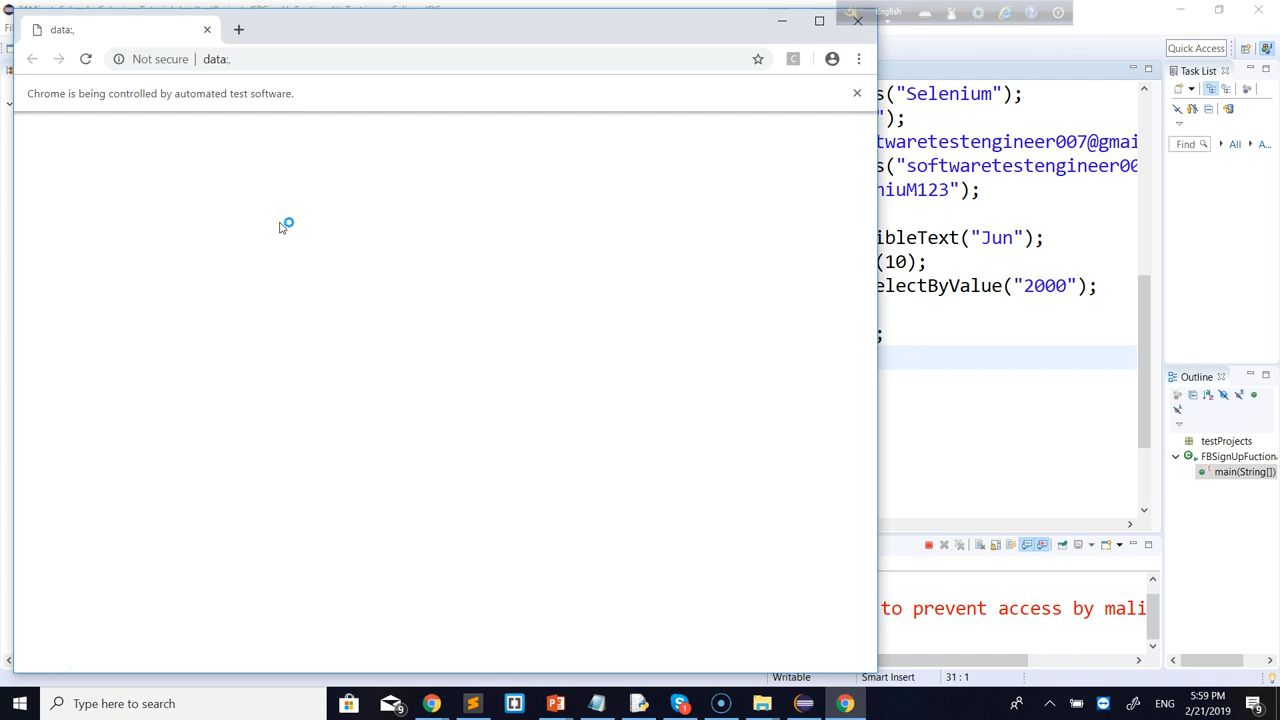 data:,
English
Not secure
data:,
Chrome is being controlled by automated test software.
Quick Access
Task List
Find
All
A...
s("Selenium");
");
twaretestengineer007@gmai
s("softwaretestengineer00
niuM123");
ibleText("Jun");
(10);
electByValue("2000");
;
Outline
testProjects
FBSignUpFuction
main(String[])
to prevent access by mali
Writable
Smart Insert
31 : 1
Type here to search
9
5:59 PM
2/21/2019